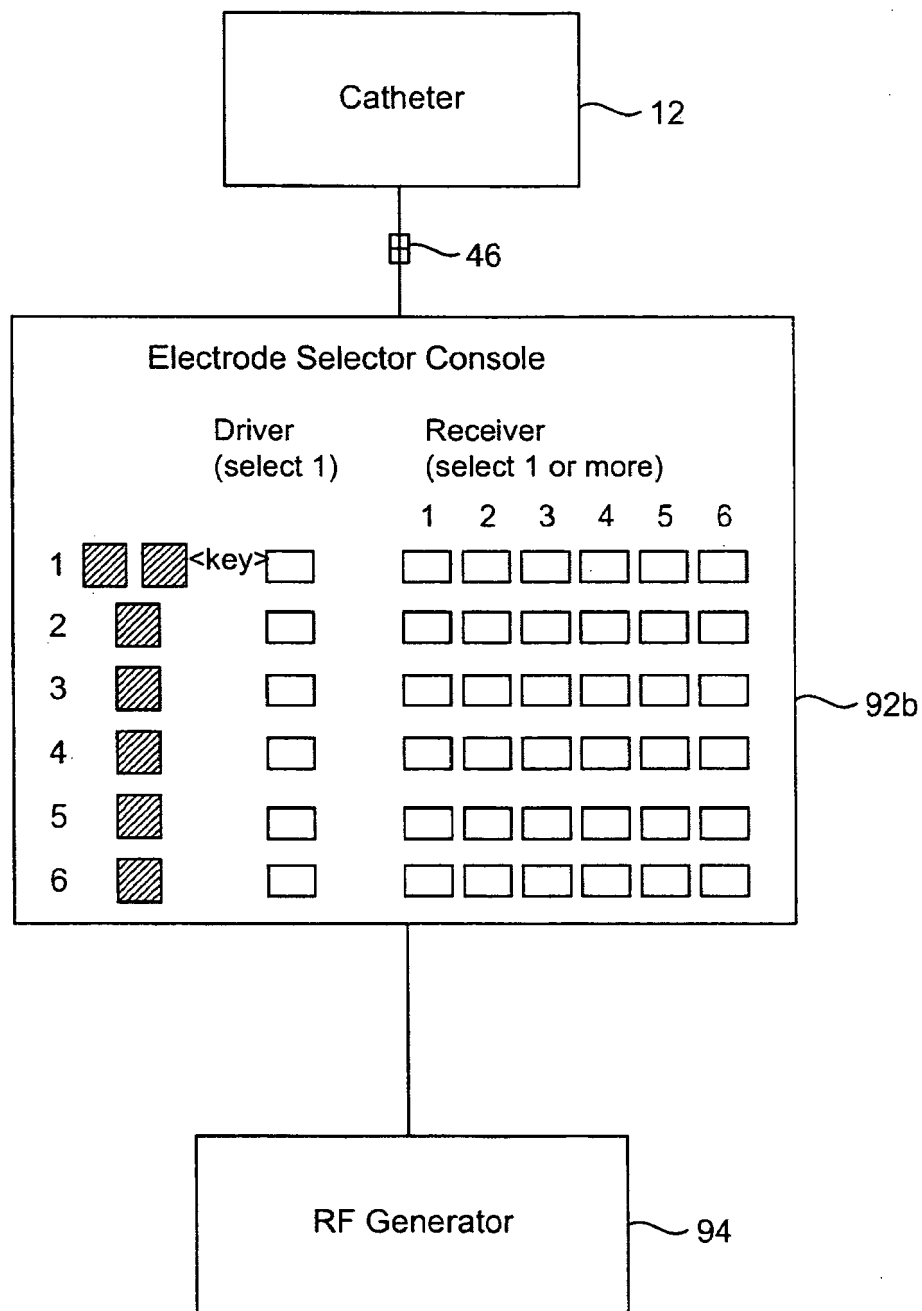 Catheter
12
46
Electrode Selector Console
Driver
(select 1)
Receiver
(select 1 or more)
1 2 3 4 5 6
1 <key>
2
3
4
5
6
92b
RF Generator
94